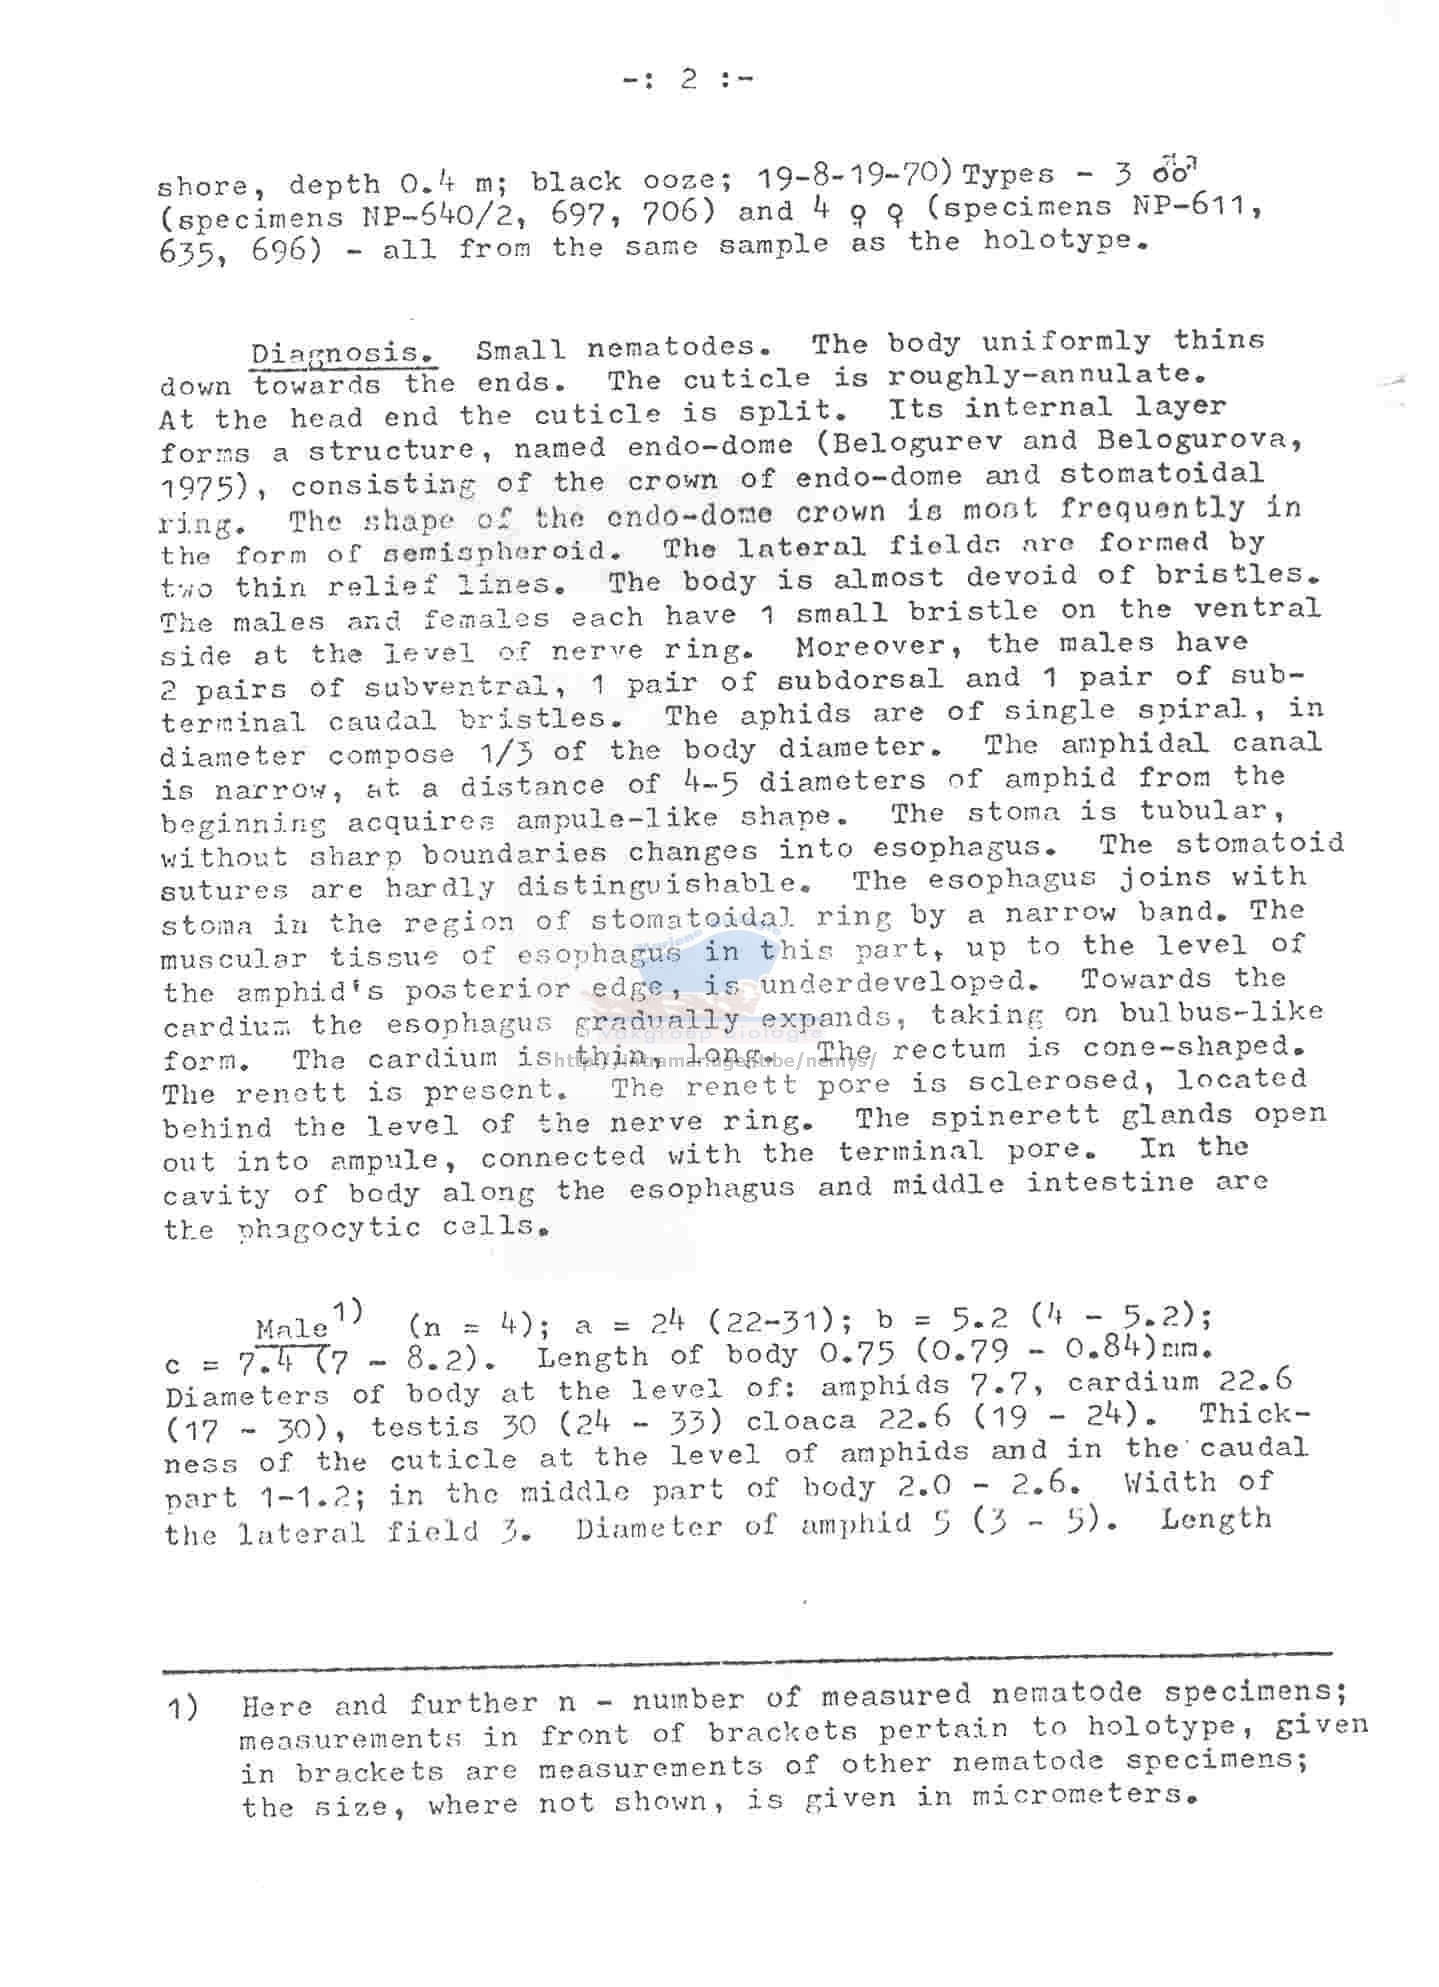 -: 2 :-
shore, depth 0.4 m; black ooze; 19-8-19-70) Types - 3 ♂♂
(specimens NP-640/2, 697, 706) and 4 ♀ ♀ (specimens NP-611,
635, 696) - all from the same sample as the holotype.
Diagnosis. Small nematodes. The body uniformly thins
down towards the ends. The cuticle is roughly-annulate.
At the head end the cuticle is split. Its internal layer
forms a structure, named endo-dome (Belogurev and Belogurova,
1975), consisting of the crown of endo-dome and stomatoidal
ring. The shape of the endo-dome crown is most frequently in
the form of semispheroid. The lateral fields are formed by
two thin relief lines. The body is almost devoid of bristles.
The males and females each have 1 small bristle on the ventral
side at the level of nerve ring. Moreover, the males have
2 pairs of subventral, 1 pair of subdorsal and 1 pair of sub-
terminal caudal bristles. The aphids are of single spiral, in
diameter compose 1/3 of the body diameter. The amphidal canal
is narrow, at a distance of 4-5 diameters of amphid from the
beginning acquires ampule-like shape. The stoma is tubular,
without sharp boundaries changes into esophagus. The stomatoid
sutures are hardly distinguishable. The esophagus joins with
stoma in the region of stomatoidal ring by a narrow band. The
muscular tissue of esophagus in this part, up to the level of
the amphid's posterior edge, is underdeveloped. Towards the
cardium the esophagus gradually expands, taking on bulbus-like
vakgroep biologie
form. The cardium is thin, long. The rectum is cone-shaped.
The renett is present. The renett pore is sclerosed, located
behind the level of the nerve ring. The spinerett glands open
out into ampule, connected with the terminal pore. In the
cavity of body along the esophagus and middle intestine are
the phagocytic cells.
Male 1) (n = 4); a = 24 (22-31); b = 5.2 (4 - 5.2);
c = 7.4 (7 - 8.2). Length of body 0.75 (0.79 - 0.84)mm.
Diameters of body at the level of: amphids 7.7, cardium 22.6
(17 - 30), testis 30 (24 - 33) cloaca 22.6 (19 - 24). Thick-
ness of the cuticle at the level of amphids and in the caudal
part 1-1.2; in the middle part of body 2.0 - 2.6. Width of
the lateral field 3. Diameter of amphid 5 (3 - 5). Length
1) Here and further n - number of measured nematode specimens;
measurements in front of brackets pertain to holotype, given
in brackets are measurements of other nematode specimens;
the size, where not shown, is given in micrometers.